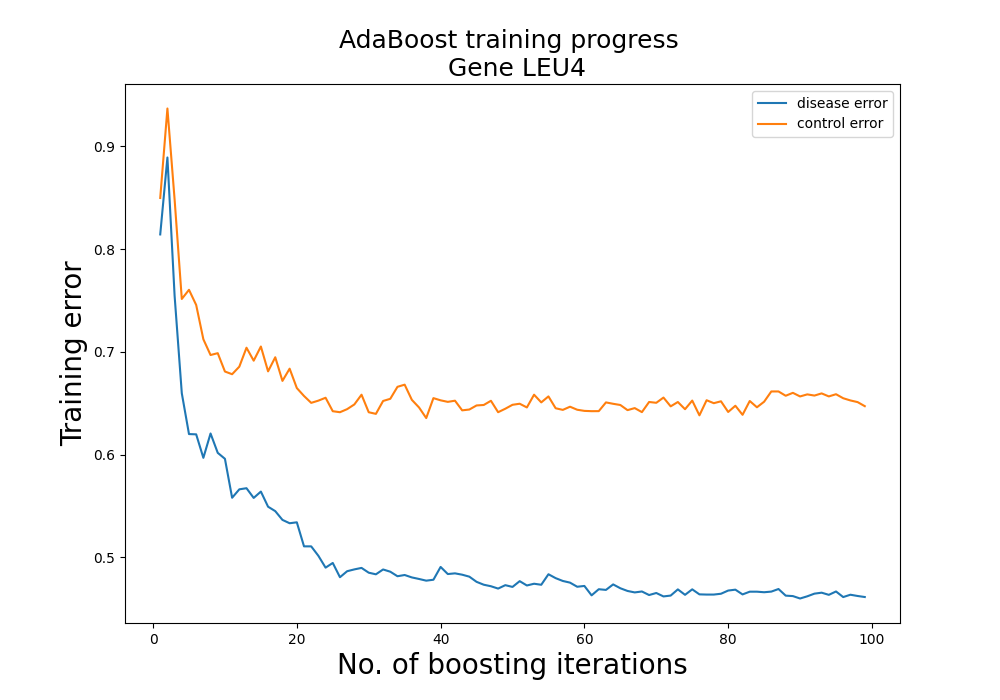 AdaBoost training progress
Gene LEU4
disease error
control error
0.9
0.8
0.7
0.6
0.5
Training error
0
20
40
60
80
100
No. of boosting iterations